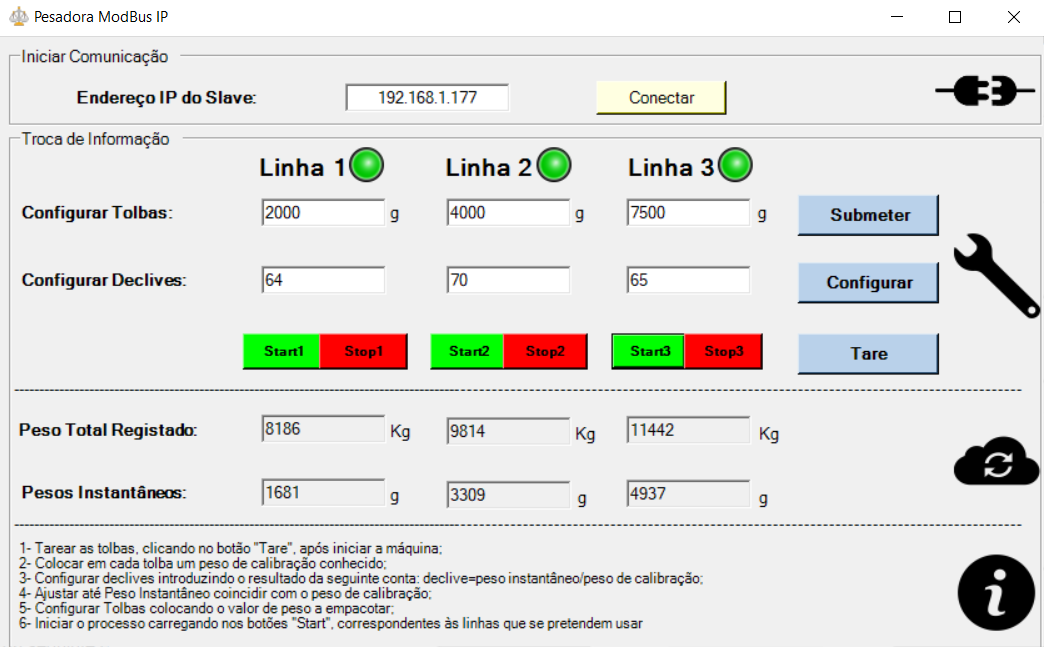 Pesadora ModBus IP
Iniciar Comunicação
Endereço IP do Slave: 192.168.1.177 Conectar
Troca de Informação
Linha 1 Linha 2 Linha 3
Configurar Tolbas: 2000 g 4000 g 7500 g Submeter
Configurar Declives: 64 70 65 Configurar
Start1 Stop1 Start2 Stop2 Start3 Stop3 Tare
Peso Total Registado: 8186 Kg 9814 Kg 11442 Kg
Pesos Instantâneos: 1681 g 3309 g 4937 g
1- Tarear as tolbas, clicando no botão "Tare", após iniciar a máquina;
2- Colocar em cada tolba um peso de calibração conhecido;
3- Configurar declives introduzindo o resultado da seguinte conta: declive=peso instantâneo/peso de calibração;
4- Ajustar até Peso Instantâneo coincidir com o peso de calibração;
5- Configurar Tolbas colocando o valor de peso a empacotar;
6- Iniciar o processo carregando nos botões "Start", correspondentes às linhas que se pretendem usar